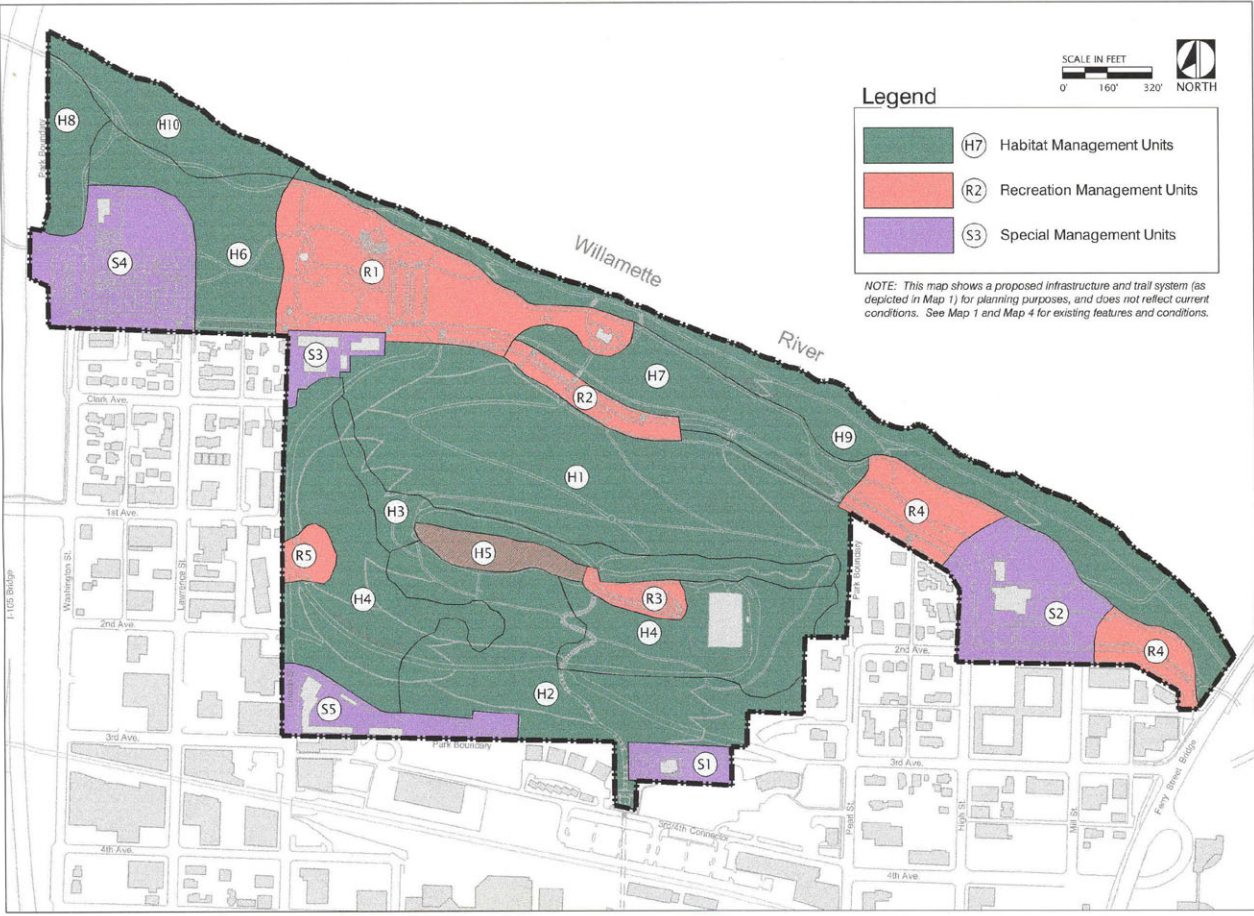 SCALE IN FEET
0' 160' 320'
NORTH
Legend
H7 Habitat Management Units
R2 Recreation Management Units
S3 Special Management Units
NOTE: This map shows a proposed infrastructure and trail system (as
depicted in Map 1) for planning purposes, and does not reflect current
conditions. See Map 1 and Map 4 for existing features and conditions.
H8
H10
Park Boundary
S4
H6
R1
Willamette
River
S3
H7
R2
Clark Ave.
H9
H1
1st Ave.
H3
R4
R5
H5
Washington St.
Lawrence St.
Park Boundary
I-105 Bridge
H4
R3
S2
2nd Ave.
H4
2nd Ave.
R4
H2
S5
3rd Ave.
Park Boundary
S1
3rd Ave.
Ferry Street Bridge
Pearl St.
High St.
Mill St.
3rd/4th Connector
4th Ave.
4th Ave.